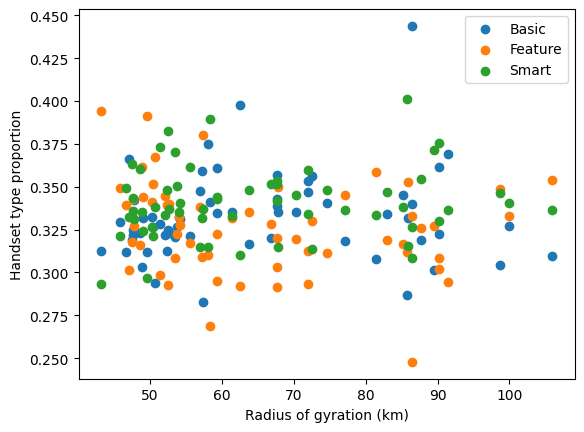 Basic
Feature
Smart
0.450
0.425
0.400
0.375
0.350
0.325
0.300
0.275
0.250
Handset type proportion
50 60 70 80 90 100
Radius of gyration (km)